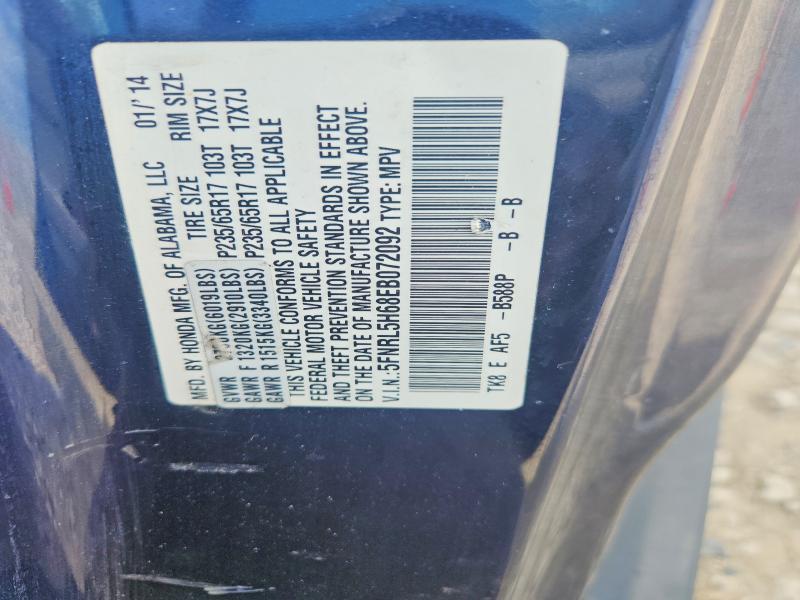 MFD. BY HONDA MFG. OF ALABAMA, LLC 01/'14
TIRE SIZE RIM SIZE
GVWR KG(6019LBS) P235/65R17 103T 17X7J
GAWR F 1320KG(2910LBS) P235/65R17 103T 17X7J
GAWR R 1515KG(3340LBS)
THIS VEHICLE CONFORMS TO ALL APPLICABLE
FEDERAL MOTOR VEHICLE SAFETY
AND THEFT PREVENTION STANDARDS IN EFFECT
ON THE DATE OF MANUFACTURE SHOWN ABOVE.
V.I.N.:5FNRL5H68EB072092 TYPE: MPV
TK8 E AF5 -B588P -B -B